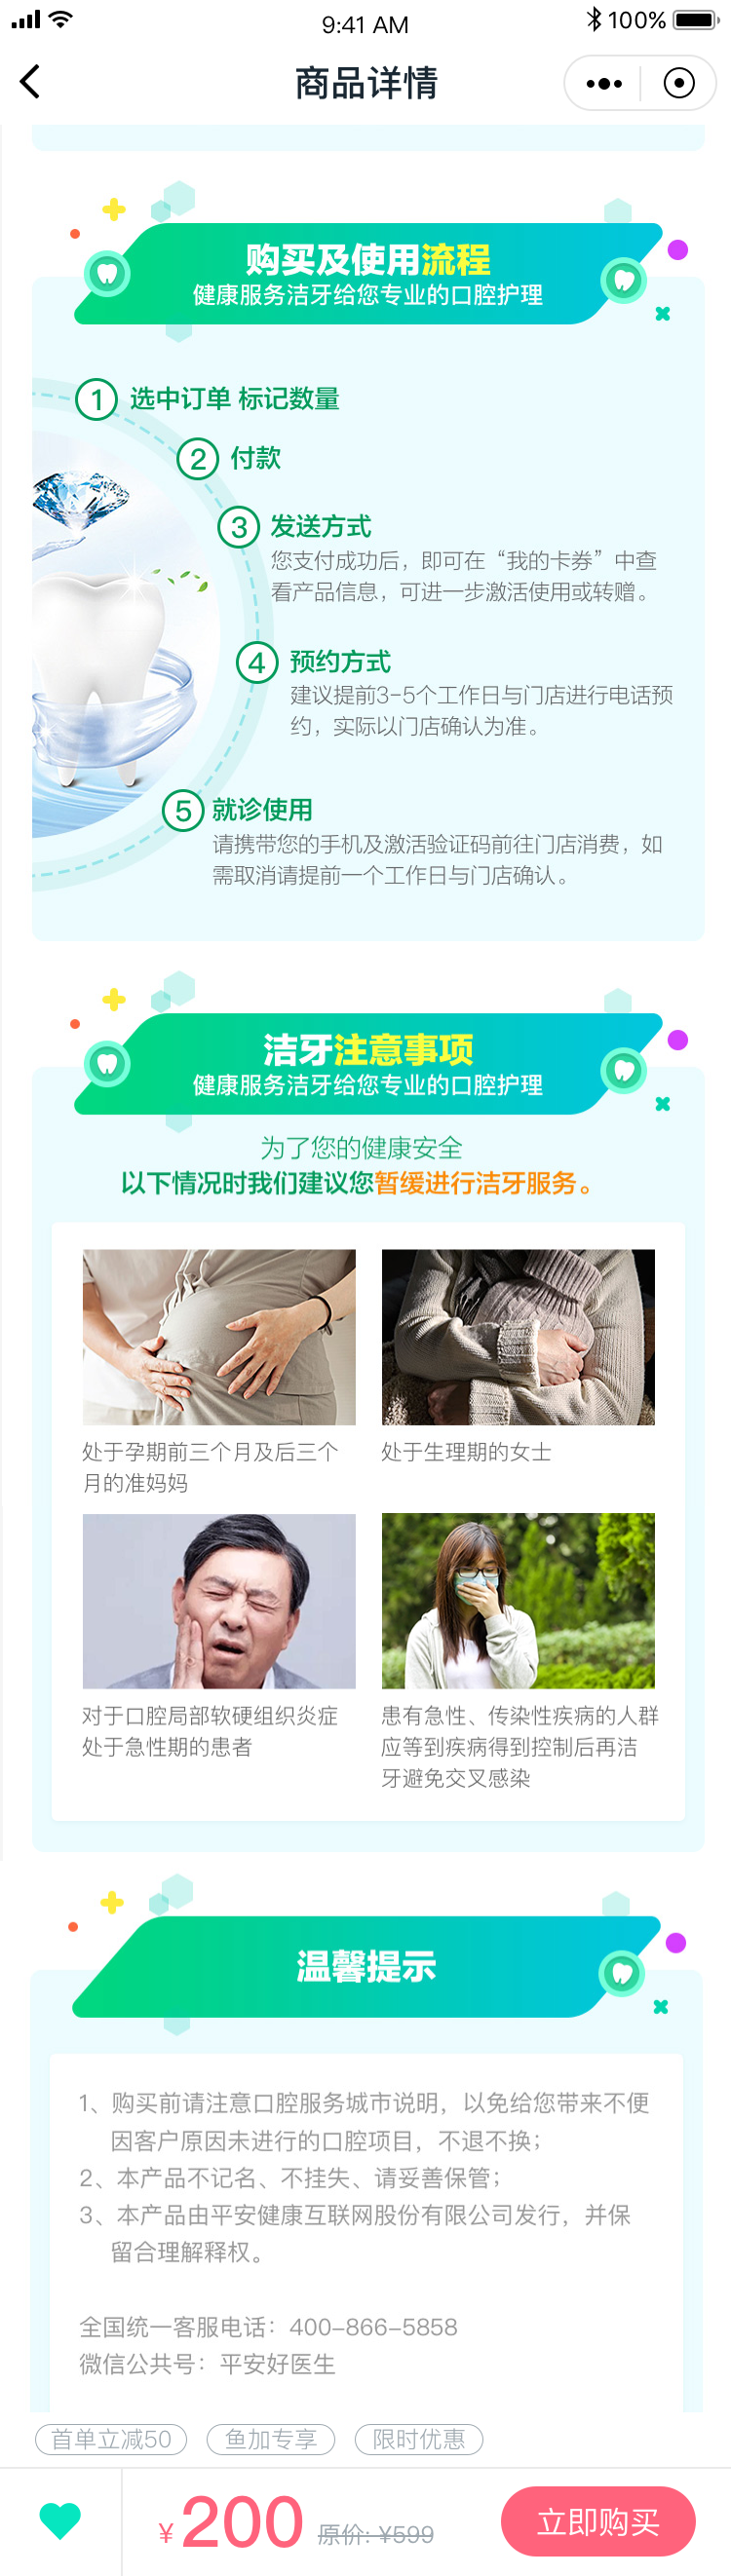 9:41 AM
100%
商品详情
购买及使用流程
健康服务洁牙给您专业的口腔护理
1 选中订单 标记数量
2 付款
3 发送方式
您支付成功后，即可在“我的卡券”中查
看产品信息，可进一步激活使用或转赠。
4 预约方式
建议提前3-5个工作日与门店进行电话预
约，实际以门店确认为准。
5 就诊使用
请携带您的手机及激活验证码前往门店消费，如
需取消请提前一个工作日与门店确认。
洁牙注意事项
健康服务洁牙给您专业的口腔护理
为了您的健康安全
以下情况时我们建议您暂缓进行洁牙服务。
处于孕期前三个月及后三个
月的准妈妈
处于生理期的女士
对于口腔局部软硬组织炎症
处于急性期的患者
患有急性、传染性疾病的人群
应等到疾病得到控制后再洁
牙避免交叉感染
温馨提示
1、购买前请注意口腔服务城市说明，以免给您带来不便
因客户原因未进行的口腔项目，不退不换；
2、本产品不记名、不挂失、请妥善保管；
3、本产品由平安健康互联网股份有限公司发行，并保
留合理解释权。
全国统一客服电话：400-866-5858
微信公共号：平安好医生
首单立减50 鱼加专享 限时优惠
¥200 原价: ¥599 立即购买